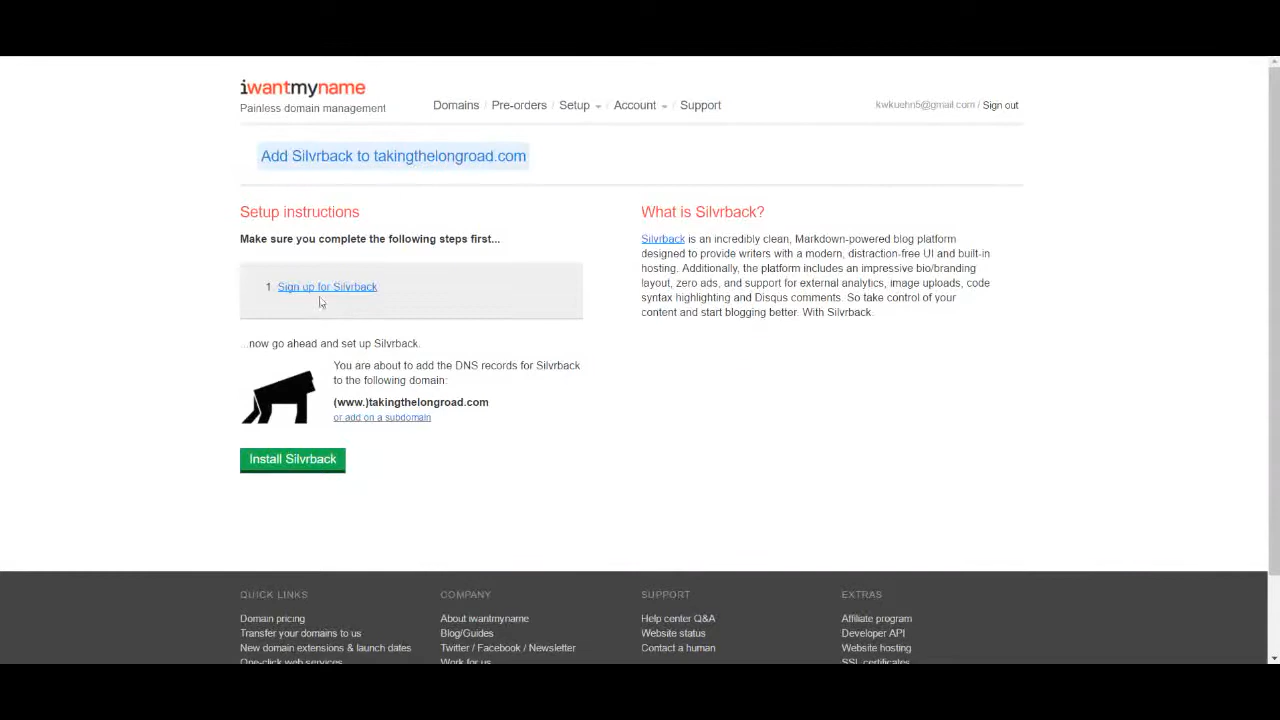 iwantmyname
Painless domain management
Domains / Pre-orders / Setup / Account / Support
kwkuehn5@gmail.com / Sign out
Add Silvrback to takingthelongroad.com
Setup instructions
Make sure you complete the following steps first...
1 Sign up for Silvrback
...now go ahead and set up Silvrback.
You are about to add the DNS records for Silvrback
to the following domain:
(www.)takingthelongroad.com
or add on a subdomain
Install Silvrback
What is Silvrback?
Silvrback is an incredibly clean, Markdown-powered blog platform
designed to provide writers with a modern, distraction-free UI and built-in
hosting. Additionally, the platform includes an impressive bio/branding
layout, zero ads, and support for external analytics, image uploads, code
syntax highlighting and Disqus comments. So take control of your
content and start blogging better. With Silvrback.
QUICK LINKS
Domain pricing
Transfer your domains to us
New domain extensions & launch dates
One-click web services
COMPANY
About iwantmyname
Blog/Guides
Twitter / Facebook / Newsletter
Work for us
SUPPORT
Help center Q&A
Website status
Contact a human
EXTRAS
Affiliate program
Developer API
Website hosting
SSL certificates